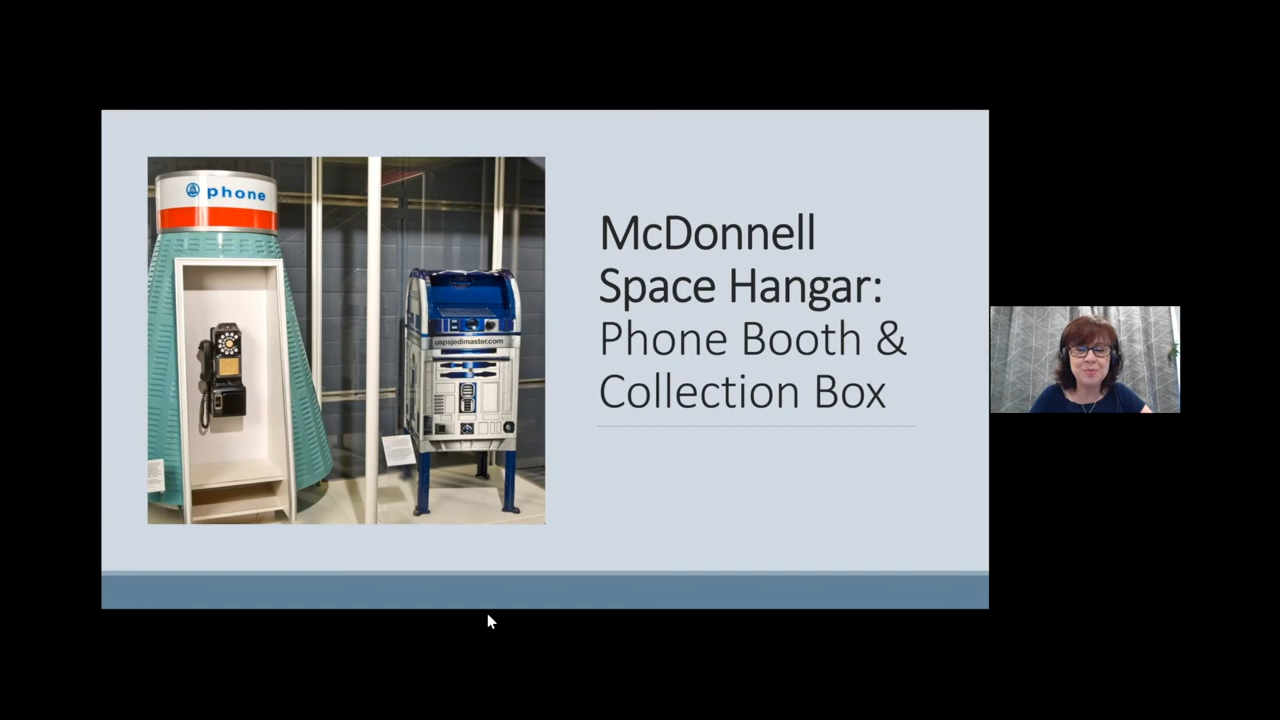 phone
uspsjedimaster.com
McDonnell
Space Hangar:
Phone Booth &
Collection Box